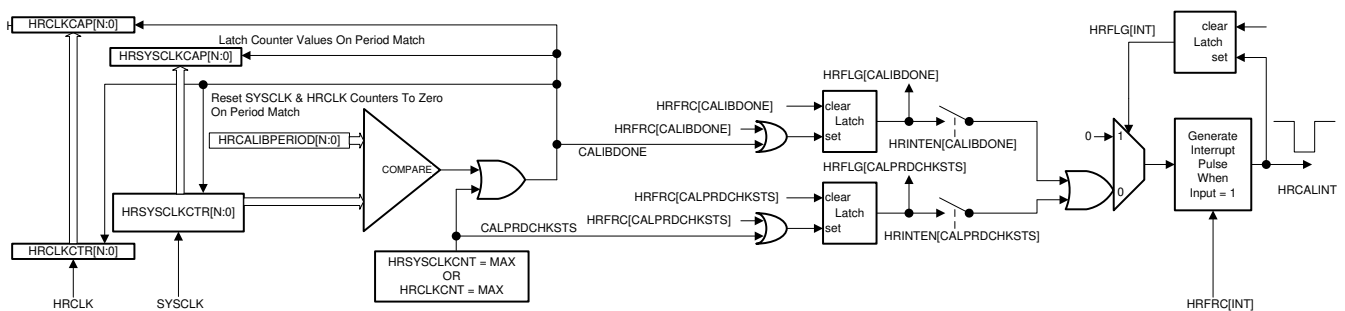 HRCLKCAP[N:0]
Latch Counter Values On Period Match
HRSYSCLKCAP[N:0]
Reset SYSCLK & HRCLK Counters To Zero
On Period Match
HRCALIBPERIOD[N:0]
COMPARE
HRSYSCLKCTR[N:0]
HRCLKCTR[N:0]
HRCLK
SYSCLK
CALIBDONE
CALPRDCHKSTS
HRSYSCLKCNT = MAX
OR
HRCLKCNT = MAX
HRFLG[CALIBDONE]
HRFRC[CALIBDONE]
HRFRC[CALIBDONE]
clear
Latch
set
HRINTEN[CALIBDONE]
HRFLG[CALPRDCHKSTS]
HRFRC[CALPRDCHKSTS]
HRFRC[CALPRDCHKSTS]
clear
Latch
set
HRINTEN[CALPRDCHKSTS]
HRFLG[INT]
clear
Latch
set
0
1
0
Generate
Interrupt
Pulse
When
Input = 1
HRCALINT
HRFRC[INT]